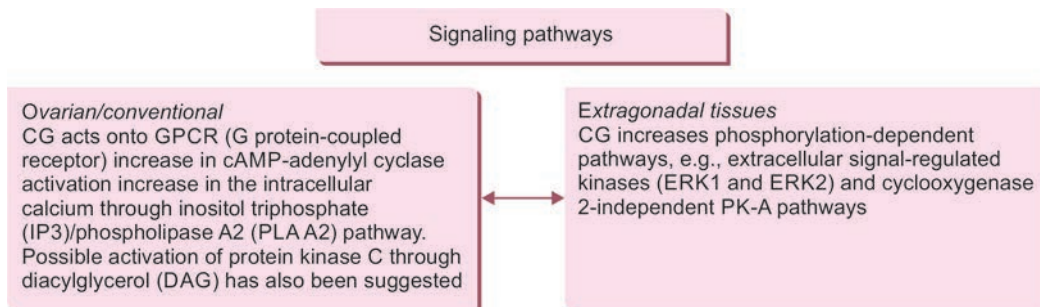 Signaling pathways
Ovarian/conventional
CG acts onto GPCR (G protein-coupled
receptor) increase in cAMP-adenylyl cyclase
activation increase in the intracellular
calcium through inositol triphosphate
(IP3)/phospholipase A2 (PLA A2) pathway.
Possible activation of protein kinase C through
diacylglycerol (DAG) has also been suggested
Extragonadal tissues
CG increases phosphorylation-dependent
pathways, e.g., extracellular signal-regulated
kinases (ERK1 and ERK2) and cyclooxygenase
2-independent PK-A pathways